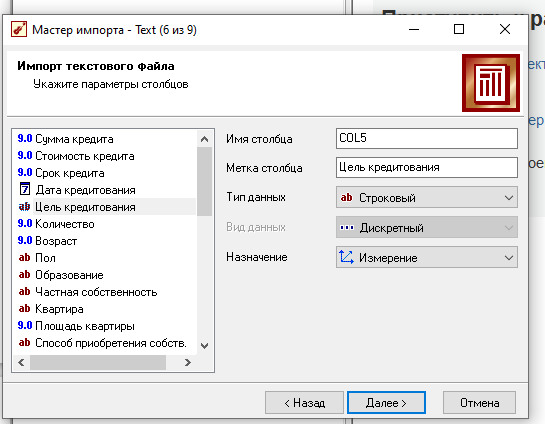 Мастер импорта - Text (6 из 9)
Импорт текстового файла
Укажите параметры столбцов
9.0 Сумма кредита
9.0 Стоимость кредита
9.0 Срок кредита
7 Дата кредитования
ab Цель кредитования
9.0 Количество
9.0 Возраст
ab Пол
ab Образование
ab Частная собственность
ab Квартира
9.0 Площадь квартиры
ab Способ приобретения собств.
Имя столбца COL5
Метка столбца Цель кредитования
Тип данных ab Строковый
Вид данных Дискретный
Назначение Измерение
< Назад
Далее >
Отмена